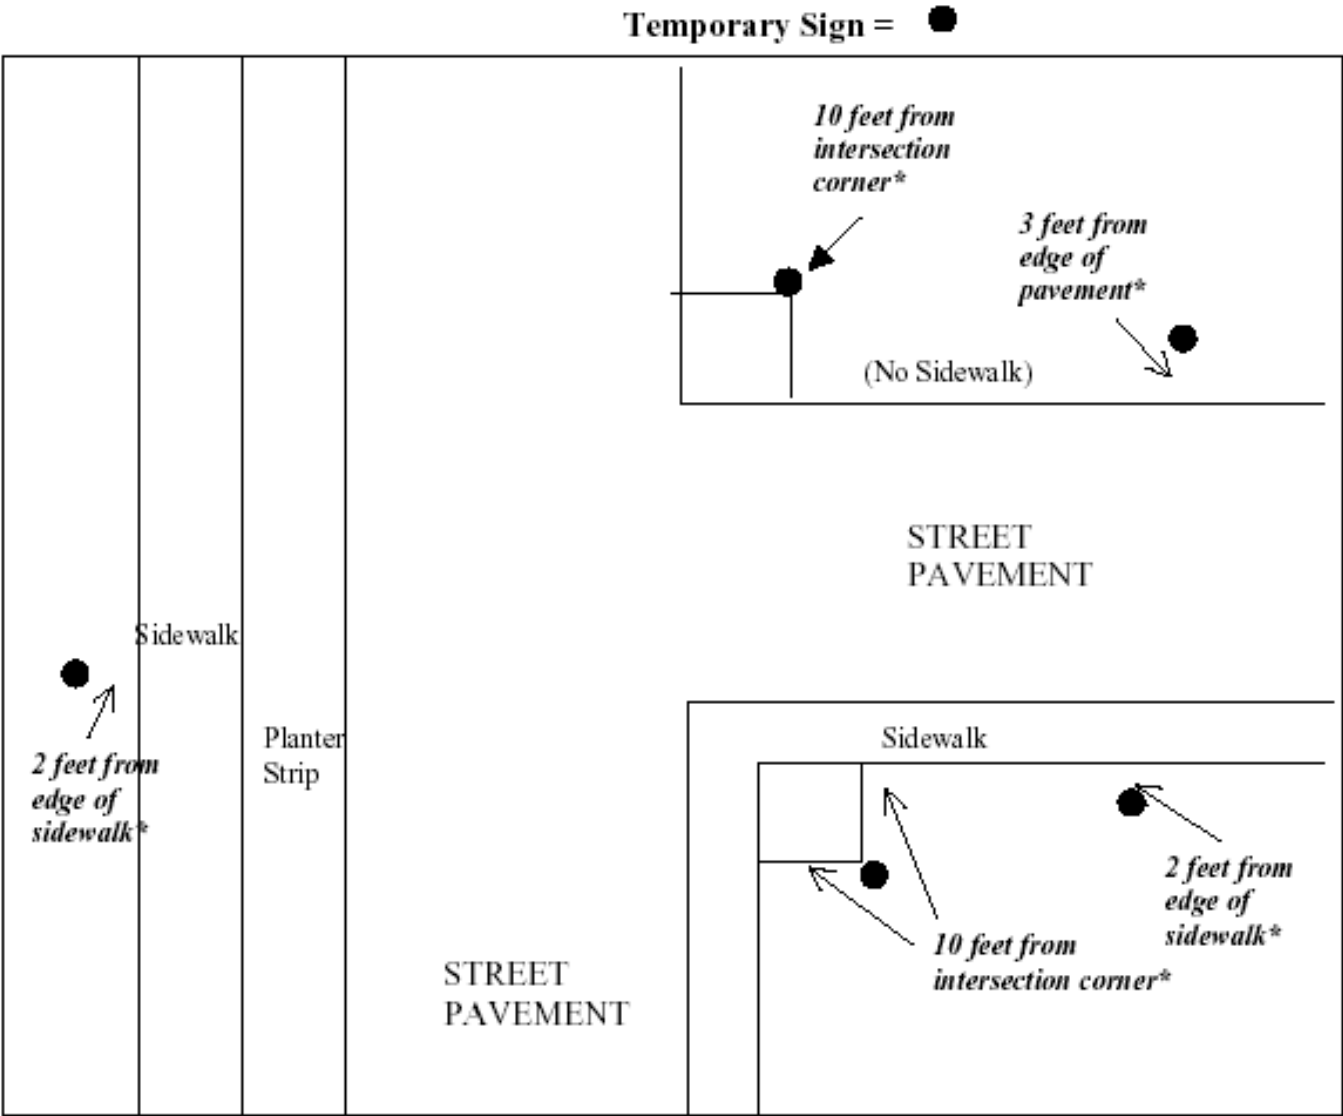 Temporary Sign =
10 feet from
intersection
corner*
3 feet from
edge of
pavement*
(No Sidewalk)
STREET
PAVEMENT
Sidewalk
Planter
Strip
2 feet from
edge of
sidewalk*
Sidewalk
2 feet from
edge of
sidewalk*
10 feet from
intersection corner*
STREET
PAVEMENT